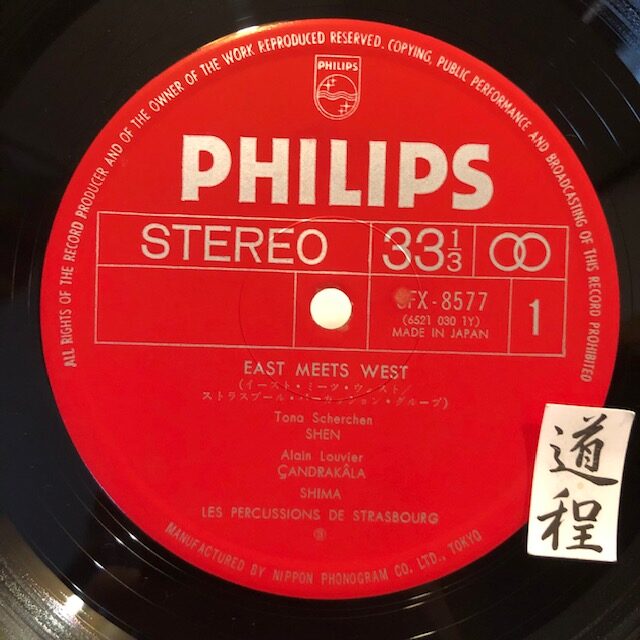 ALL RIGHTS OF THE RECORD PRODUCER AND OF THE OWNER OF THE WORK REPRODUCED RESERVED. COPYING, PUBLIC PERFORMANCE AND BROADCASTING OF THIS RECORD PROHIBITED
PHILIPS
PHILIPS
STEREO
33 1/3
SFX-8577
(6521 030 1Y)
MADE IN JAPAN
1
EAST MEETS WEST
(イースト・ミーツ・ウェスト/
ストラスブール・パーカッション・グループ)
Tona Scherchen
SHEN
Alain Louvier
ÇANDRAKÂLA
SHIMA
LES PERCUSSIONS DE STRASBOURG
MANUFACTURED BY NIPPON PHONOGRAM CO., LTD., TOKYO
道程